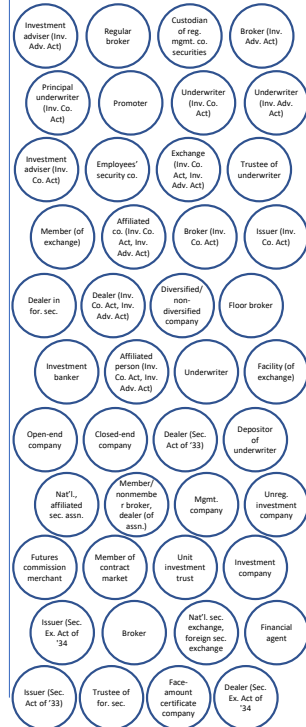 Investment
adviser (Inv.
Adv. Act)
Regular
broker
Custodian
of reg.
mgmt. co.
securities
Broker (Inv.
Adv. Act)
Principal
underwriter
(Inv. Co.
Act)
Promoter
Underwriter
(Inv. Co.
Act)
Underwriter
(Inv. Adv.
Act)
Investment
adviser (Inv.
Co. Act)
Employees'
security co.
Exchange
(Inv. Co.
Act, Inv.
Adv. Act)
Trustee of
underwriter
Member (of
exchange)
Affiliated
co. (Inv. Co.
Act, Inv.
Adv. Act)
Broker (Inv.
Co. Act)
Issuer (Inv.
Co. Act)
Dealer in
for. sec.
Dealer (Inv.
Co. Act, Inv.
Adv. Act)
Diversified/
non-
diversified
company
Floor broker
Investment
banker
Affiliated
person (Inv.
Co. Act, Inv.
Adv. Act)
Underwriter
Facility (of
exchange)
Open-end
company
Closed-end
company
Dealer (Sec.
Act of '33)
Depositor
of
underwriter
Nat'l.,
affiliated
sec. assn.
Member/
nonmembe
r broker,
dealer (of
assn.)
Mgmt.
company
Unreg.
investment
company
Futures
commission
merchant
Member of
contract
market
Unit
investment
trust
Investment
company
Issuer (Sec.
Ex. Act of
'34
Broker
Nat'l. sec.
exchange,
foreign sec.
exchange
Financial
agent
Issuer (Sec.
Act of '33)
Trustee of
for. sec.
Face-
amount
certificate
company
Dealer (Sec.
Ex. Act of
'34